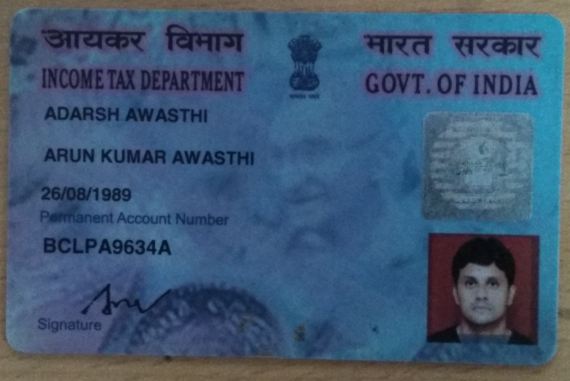 आयकर विभाग भारत सरकार
INCOME TAX DEPARTMENT GOVT. OF INDIA
ADARSH AWASTHI
ARUN KUMAR AWASTHI
26/08/1989
Permanent Account Number
BCLPA9634A
Signature